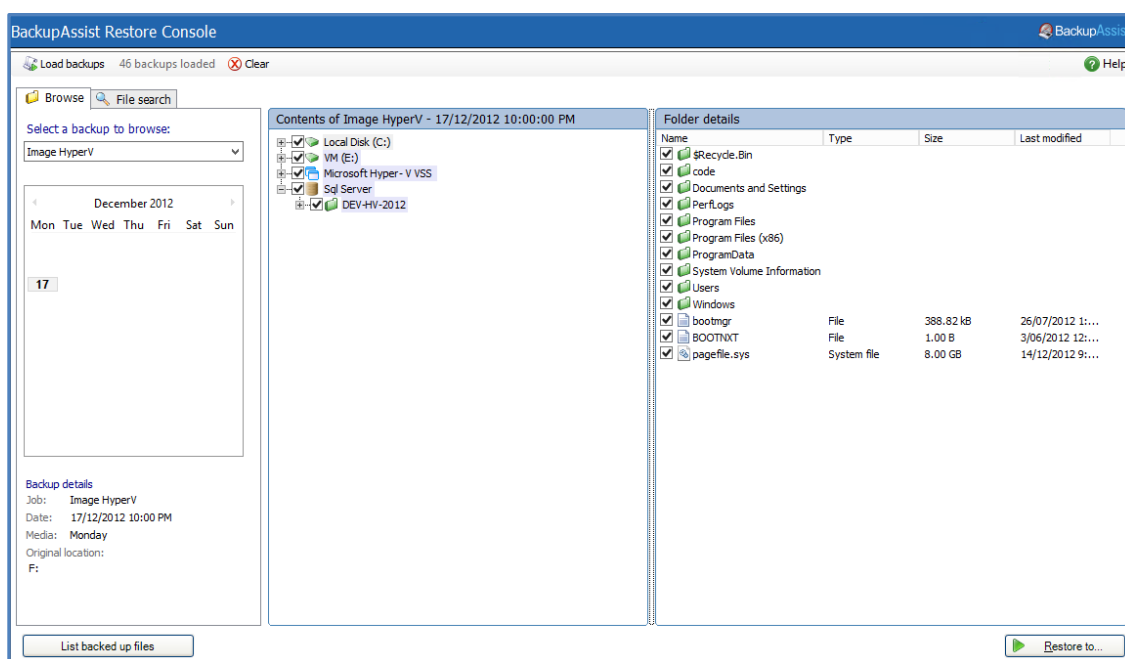 BackupAssist Restore Console
BackupAssis
Load backups 46 backups loaded Clear
Help
Browse File search
Select a backup to browse:
Image HyperV
December 2012
Mon Tue Wed Thu Fri Sat Sun
17
Backup details
Job: Image HyperV
Date: 17/12/2012 10:00 PM
Media: Monday
Original location:
F:
List backed up files
Contents of Image HyperV - 17/12/2012 10:00:00 PM
Local Disk (C:)
VM (E:)
Microsoft Hyper- V VSS
Sql Server
DEV-HV-2012
Folder details
Name Type Size Last modified
$Recycle.Bin
code
Documents and Settings
PerfLogs
Program Files
Program Files (x86)
ProgramData
System Volume Information
Users
Windows
bootmgr File 388.82 kB 26/07/2012 1:...
BOOTNXT File 1.00 B 3/06/2012 12:...
pagefile.sys System file 8.00 GB 14/12/2012 9:...
Restore to...